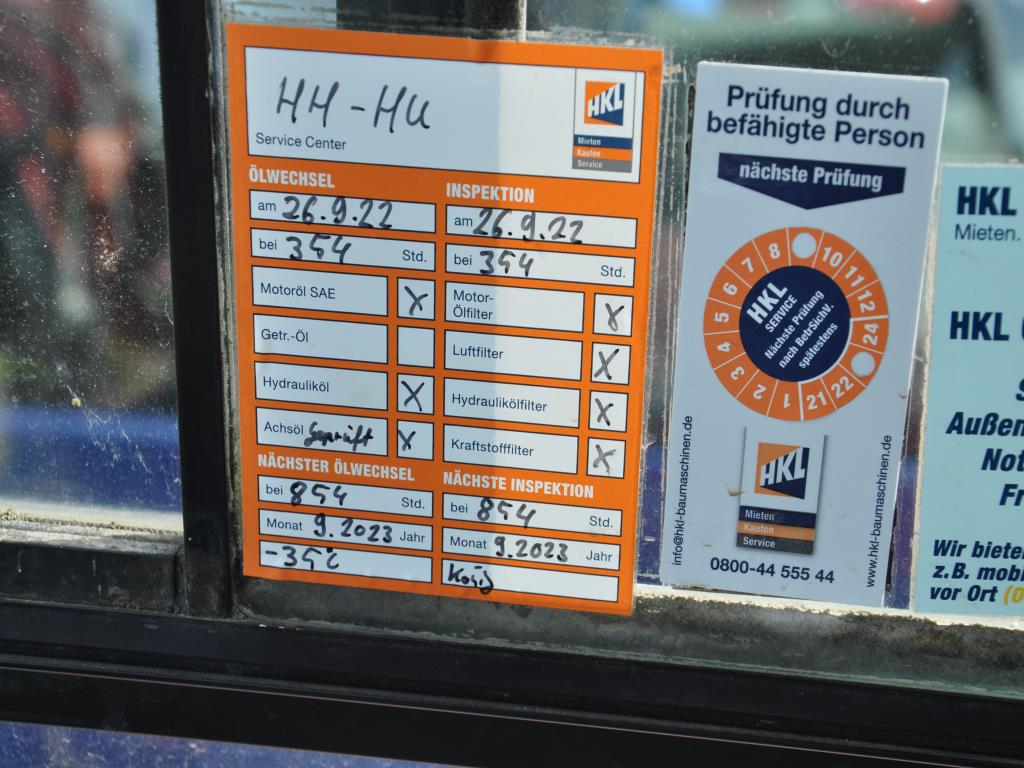 HH-HU
Service Center
HKL
Mieten
Kaufen
Service
ÖLWECHSEL
am 26.9.22
bei 354 Std.
Motoröl SAE X
Getr.-Öl
Hydrauliköl X
Achsöl geprüft X
NÄCHSTER ÖLWECHSEL
bei 854 Std.
Monat 9.2023 Jahr
-35°C
INSPEKTION
am 26.9.22
bei 354 Std.
Motor-
Ölfilter X
Luftfilter X
Hydraulikölfilter X
Kraftstofffilter X
NÄCHSTE INSPEKTION
bei 854 Std.
Monat 9.2023 Jahr
Prüfung durch
befähigte Person
nächste Prüfung
1 2 3 4 5 6 7 8 10 11 12 24 22 21
HKL
SERVICE
Nächste Prüfung
nach BetrSichV.
spätestens
info@hkl-baumaschinen.de
HKL
Mieten
Kaufen
Service
www.hkl-baumaschinen.de
0800-44 555 44
HKL
Mieten.
HKL
Außen
Not
Fr
Wir biete
z.B. mobi
vor Ort (0